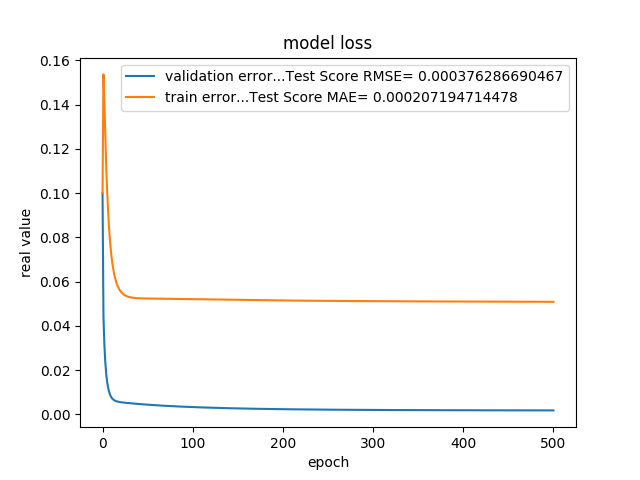 model loss
validation error...Test Score RMSE= 0.000376286690467
train error...Test Score MAE= 0.000207194714478
real value
0.16
0.14
0.12
0.10
0.08
0.06
0.04
0.02
0.00
0 100 200 300 400 500
epoch